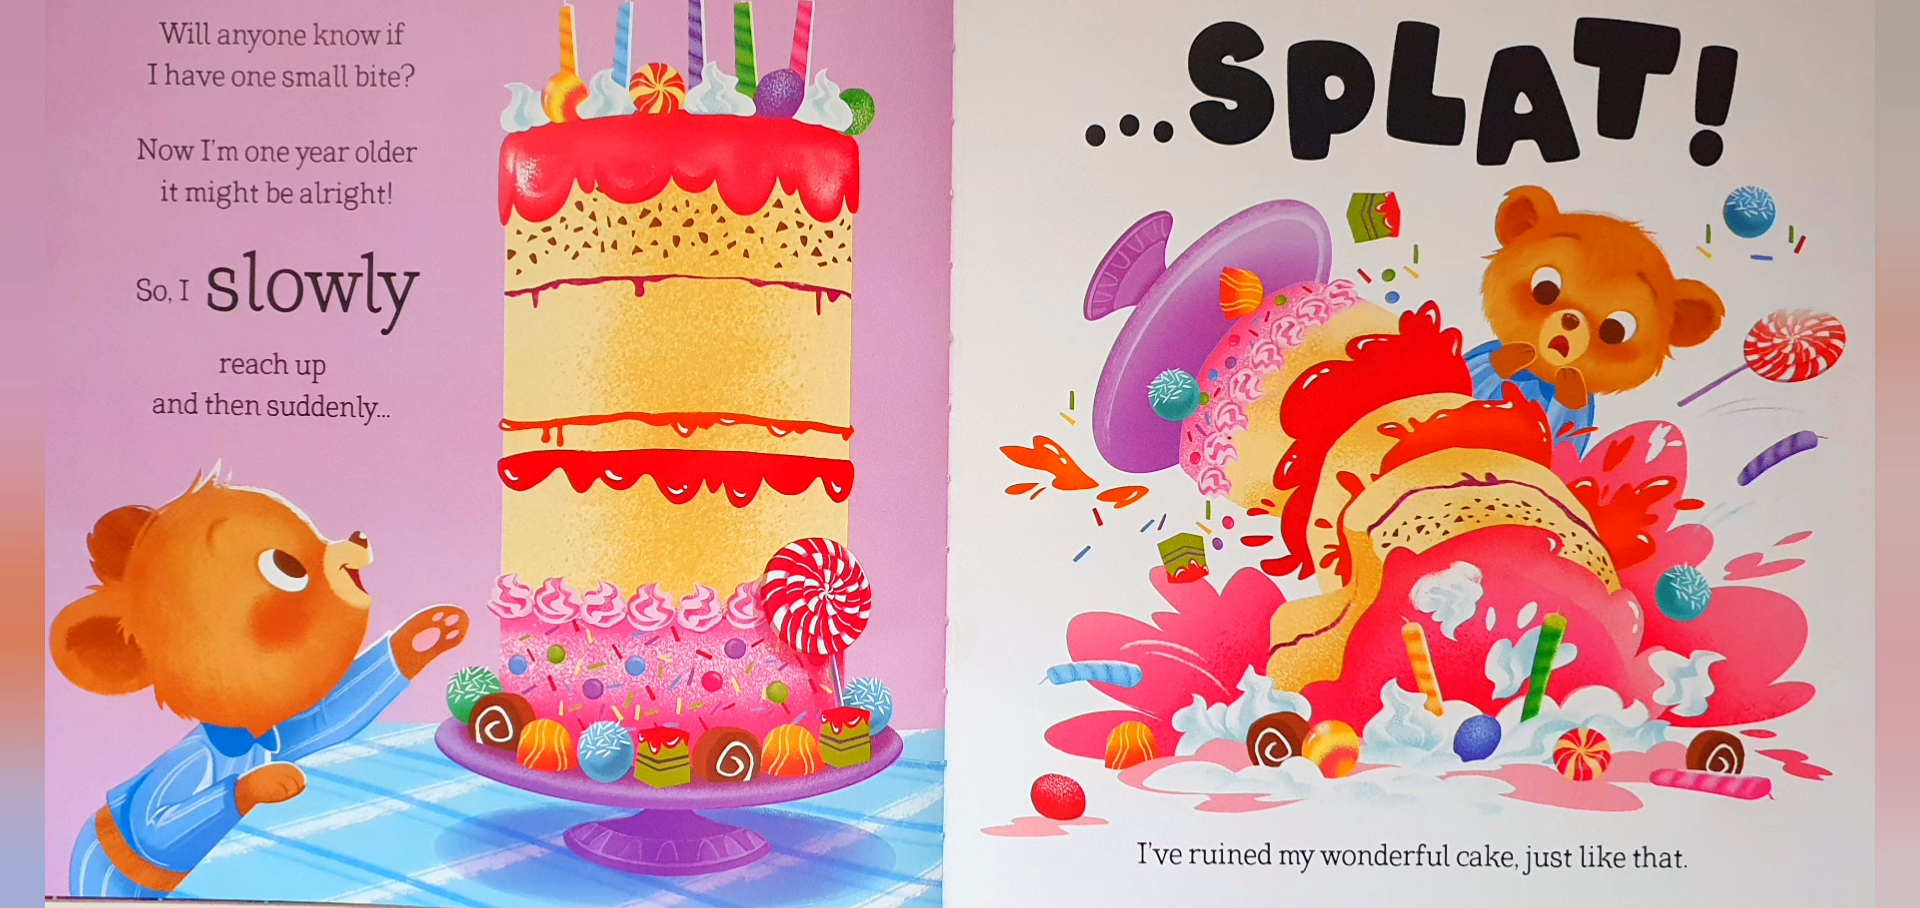 Will anyone know if
I have one small bite?
Now I'm one year older
it might be alright!
So, I slowly
reach up
and then suddenly...
...SPLAT!
I've ruined my wonderful cake, just like that.